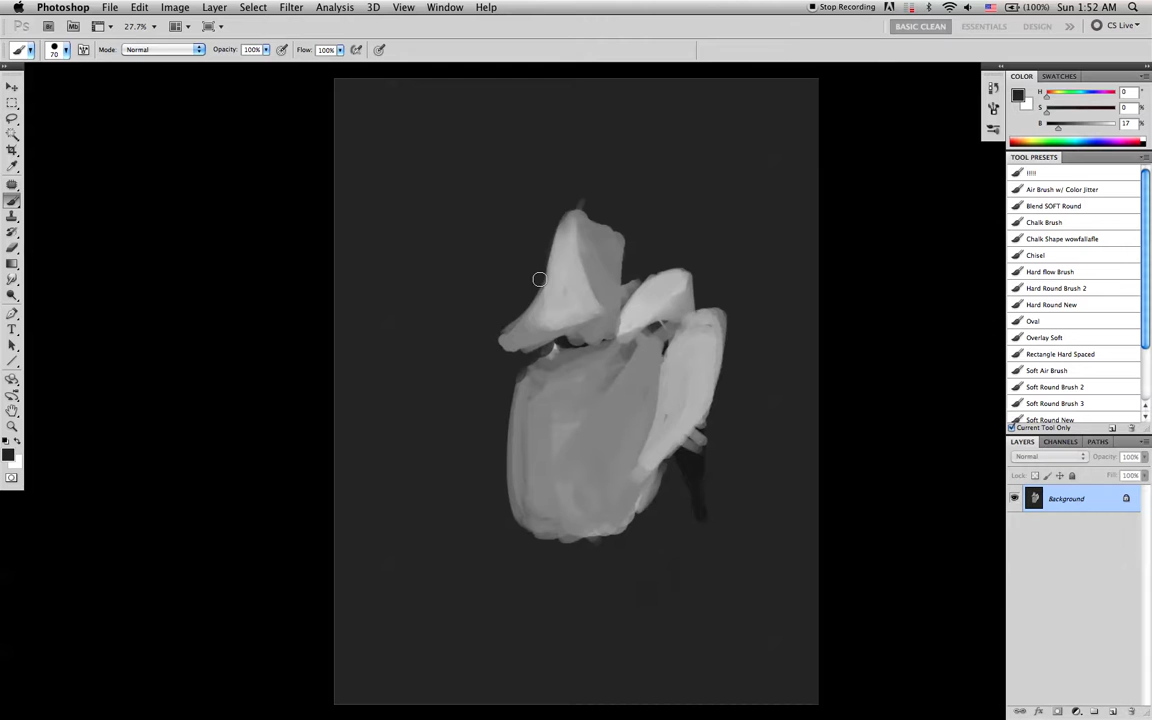 Photoshop File Edit Image Layer Select Filter Analysis 3D View Window Help Stop Recording (100%) Sun 1:52 AM
Ps Br Mb 27.7% BASIC CLEAN ESSENTIALS DESIGN >> CS Live
70 Mode: Normal Opacity: 100% Flow: 100%
COLOR SWATCHES
H 0 °
S 0 %
B 17 %
TOOL PRESETS
!!!!!
Air Brush w/ Color Jitter
Blend SOFT Round
Chalk Brush
Chalk Shape wowfallafle
Chisel
Hard flow Brush
Hard Round Brush 2
Hard Round New
Oval
Overlay Soft
Rectangle Hard Spaced
Soft Air Brush
Soft Round Brush 2
Soft Round Brush 3
Soft Round New
Current Tool Only
LAYERS CHANNELS PATHS
Normal Opacity: 100%
Lock: Fill: 100%
Background